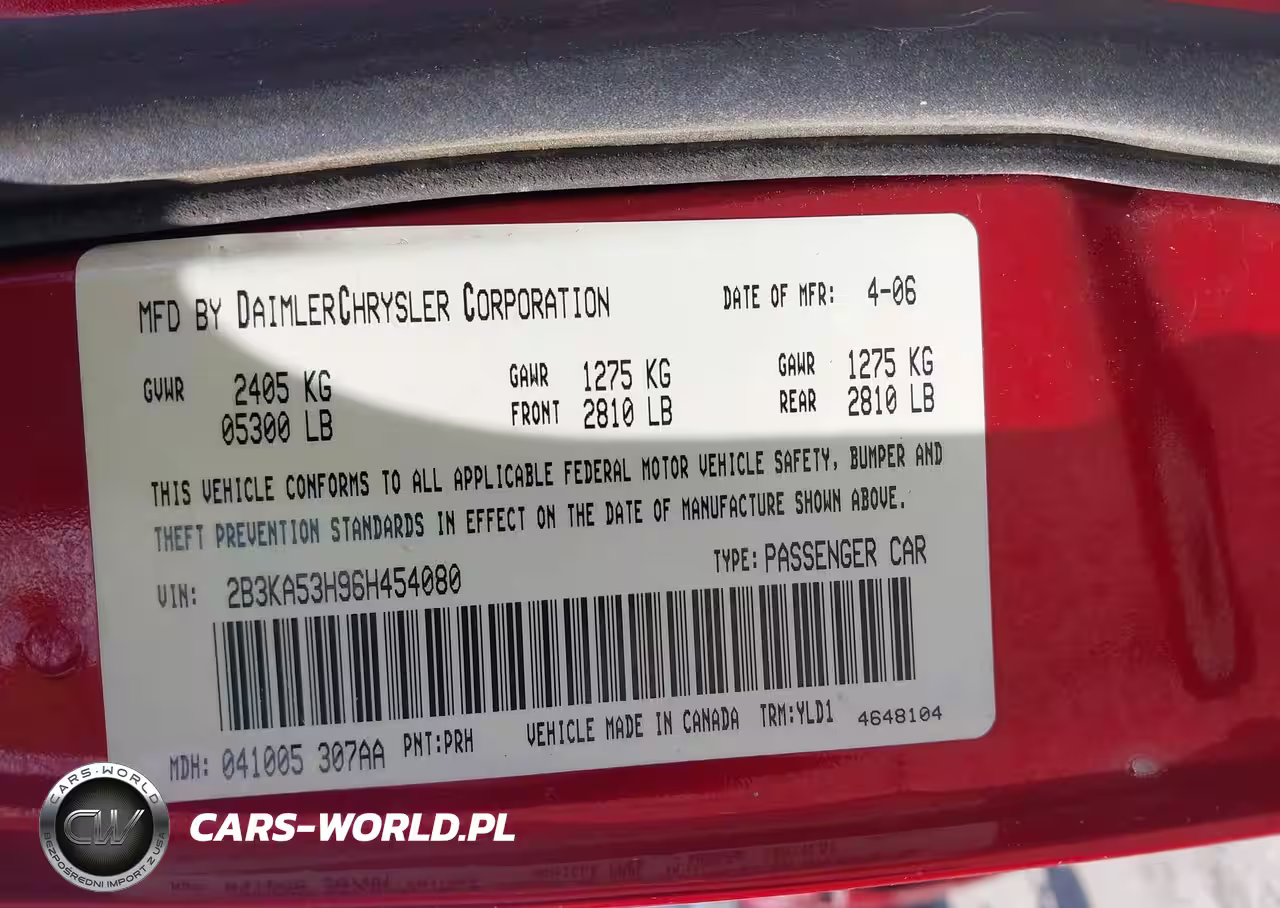 MFD BY DAIMLERCHRYSLER CORPORATION DATE OF MFR: 4-06
GVWR 2405 KG GAWR 1275 KG GAWR 1275 KG
05300 LB FRONT 2810 LB REAR 2810 LB
THIS VEHICLE CONFORMS TO ALL APPLICABLE FEDERAL MOTOR VEHICLE SAFETY, BUMPER AND
THEFT PREVENTION STANDARDS IN EFFECT ON THE DATE OF MANUFACTURE SHOWN ABOVE.
VIN: 2B3KA53H96H454080 TYPE: PASSENGER CAR
MDH: 041005 307AA PNT:PRH VEHICLE MADE IN CANADA TRM:YLD1 4648104
CARS-WORLD
CW
BEZPOŚREDNI IMPORT Z USA
CARS-WORLD.PL